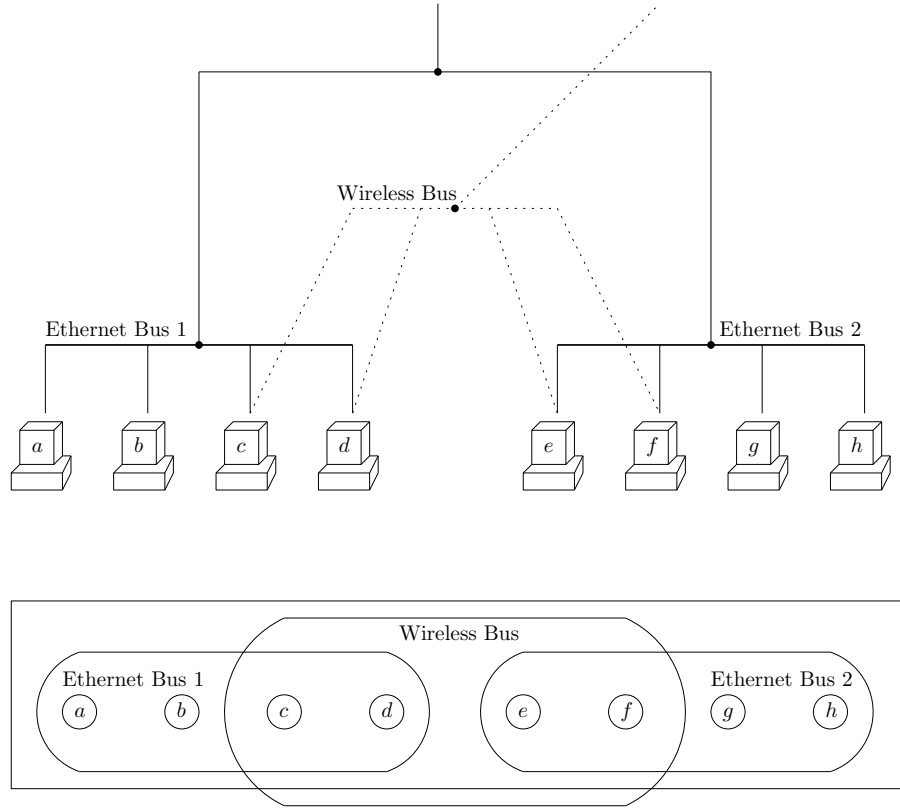 Wireless Bus
Ethernet Bus 1
Ethernet Bus 2
a b c d e f g h
Wireless Bus
Ethernet Bus 1
Ethernet Bus 2
a b c d e f g h